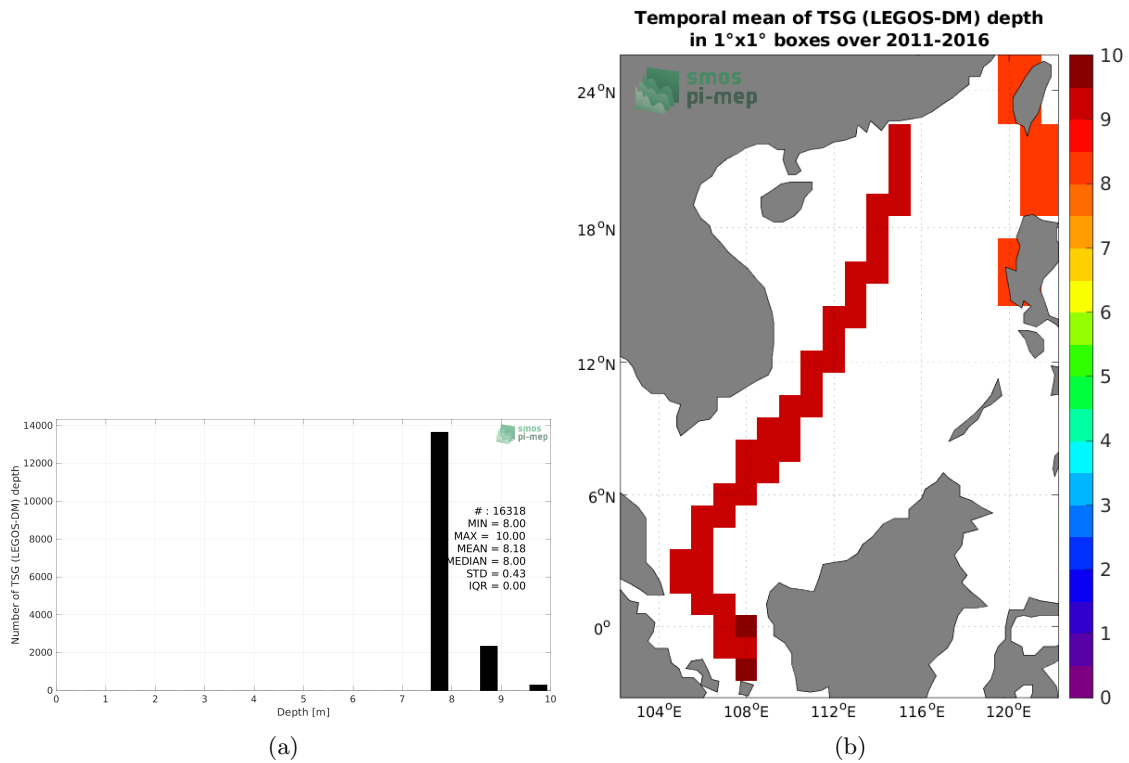 14000
12000
10000
8000
6000
4000
2000
0
Number of TSG (LEGOS-DM) depth
smos
pi-mep
# : 16318
MIN = 8.00
MAX = 10.00
MEAN = 8.18
MEDIAN = 8.00
STD = 0.43
IQR = 0.00
0 1 2 3 4 5 6 7 8 9 10
Depth [m]
(a)
Temporal mean of TSG (LEGOS-DM) depth
in 1°x1° boxes over 2011-2016
smos
pi-mep
24°N
18°N
12°N
6°N
0°
104°E 108°E 112°E 116°E 120°E
10
9
8
7
6
5
4
3
2
1
0
(b)